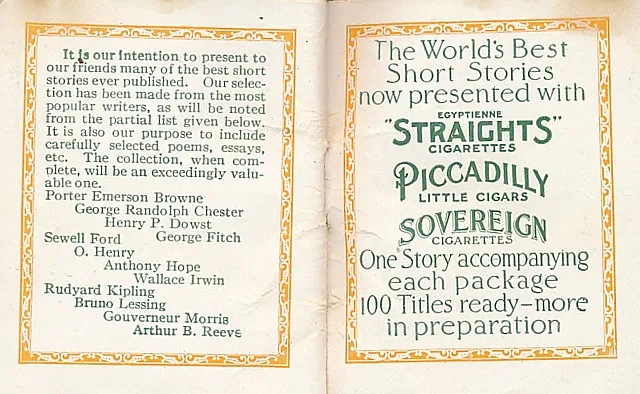 It is our intention to present to
our friends many of the best short
stories ever published. Our selec-
tion has been made from the most
popular writers, as will be noted
from the partial list given below.
It is also our purpose to include
carefully selected poems, essays,
etc. The collection, when com-
plete, will be an exceedingly valu-
able one.
Porter Emerson Browne
George Randolph Chester
Henry P. Dowst
Sewell Ford George Fitch
O. Henry
Anthony Hope
Wallace Irwin
Rudyard Kipling
Bruno Lessing
Gouverneur Morris
Arthur B. Reeve
The World's Best
Short Stories
now presented with
EGYPTIENNE
"STRAIGHTS"
CIGARETTES
PICCADILLY
LITTLE CIGARS
SOVEREIGN
CIGARETTES
One Story accompanying
each package
100 Titles ready-more
in preparation